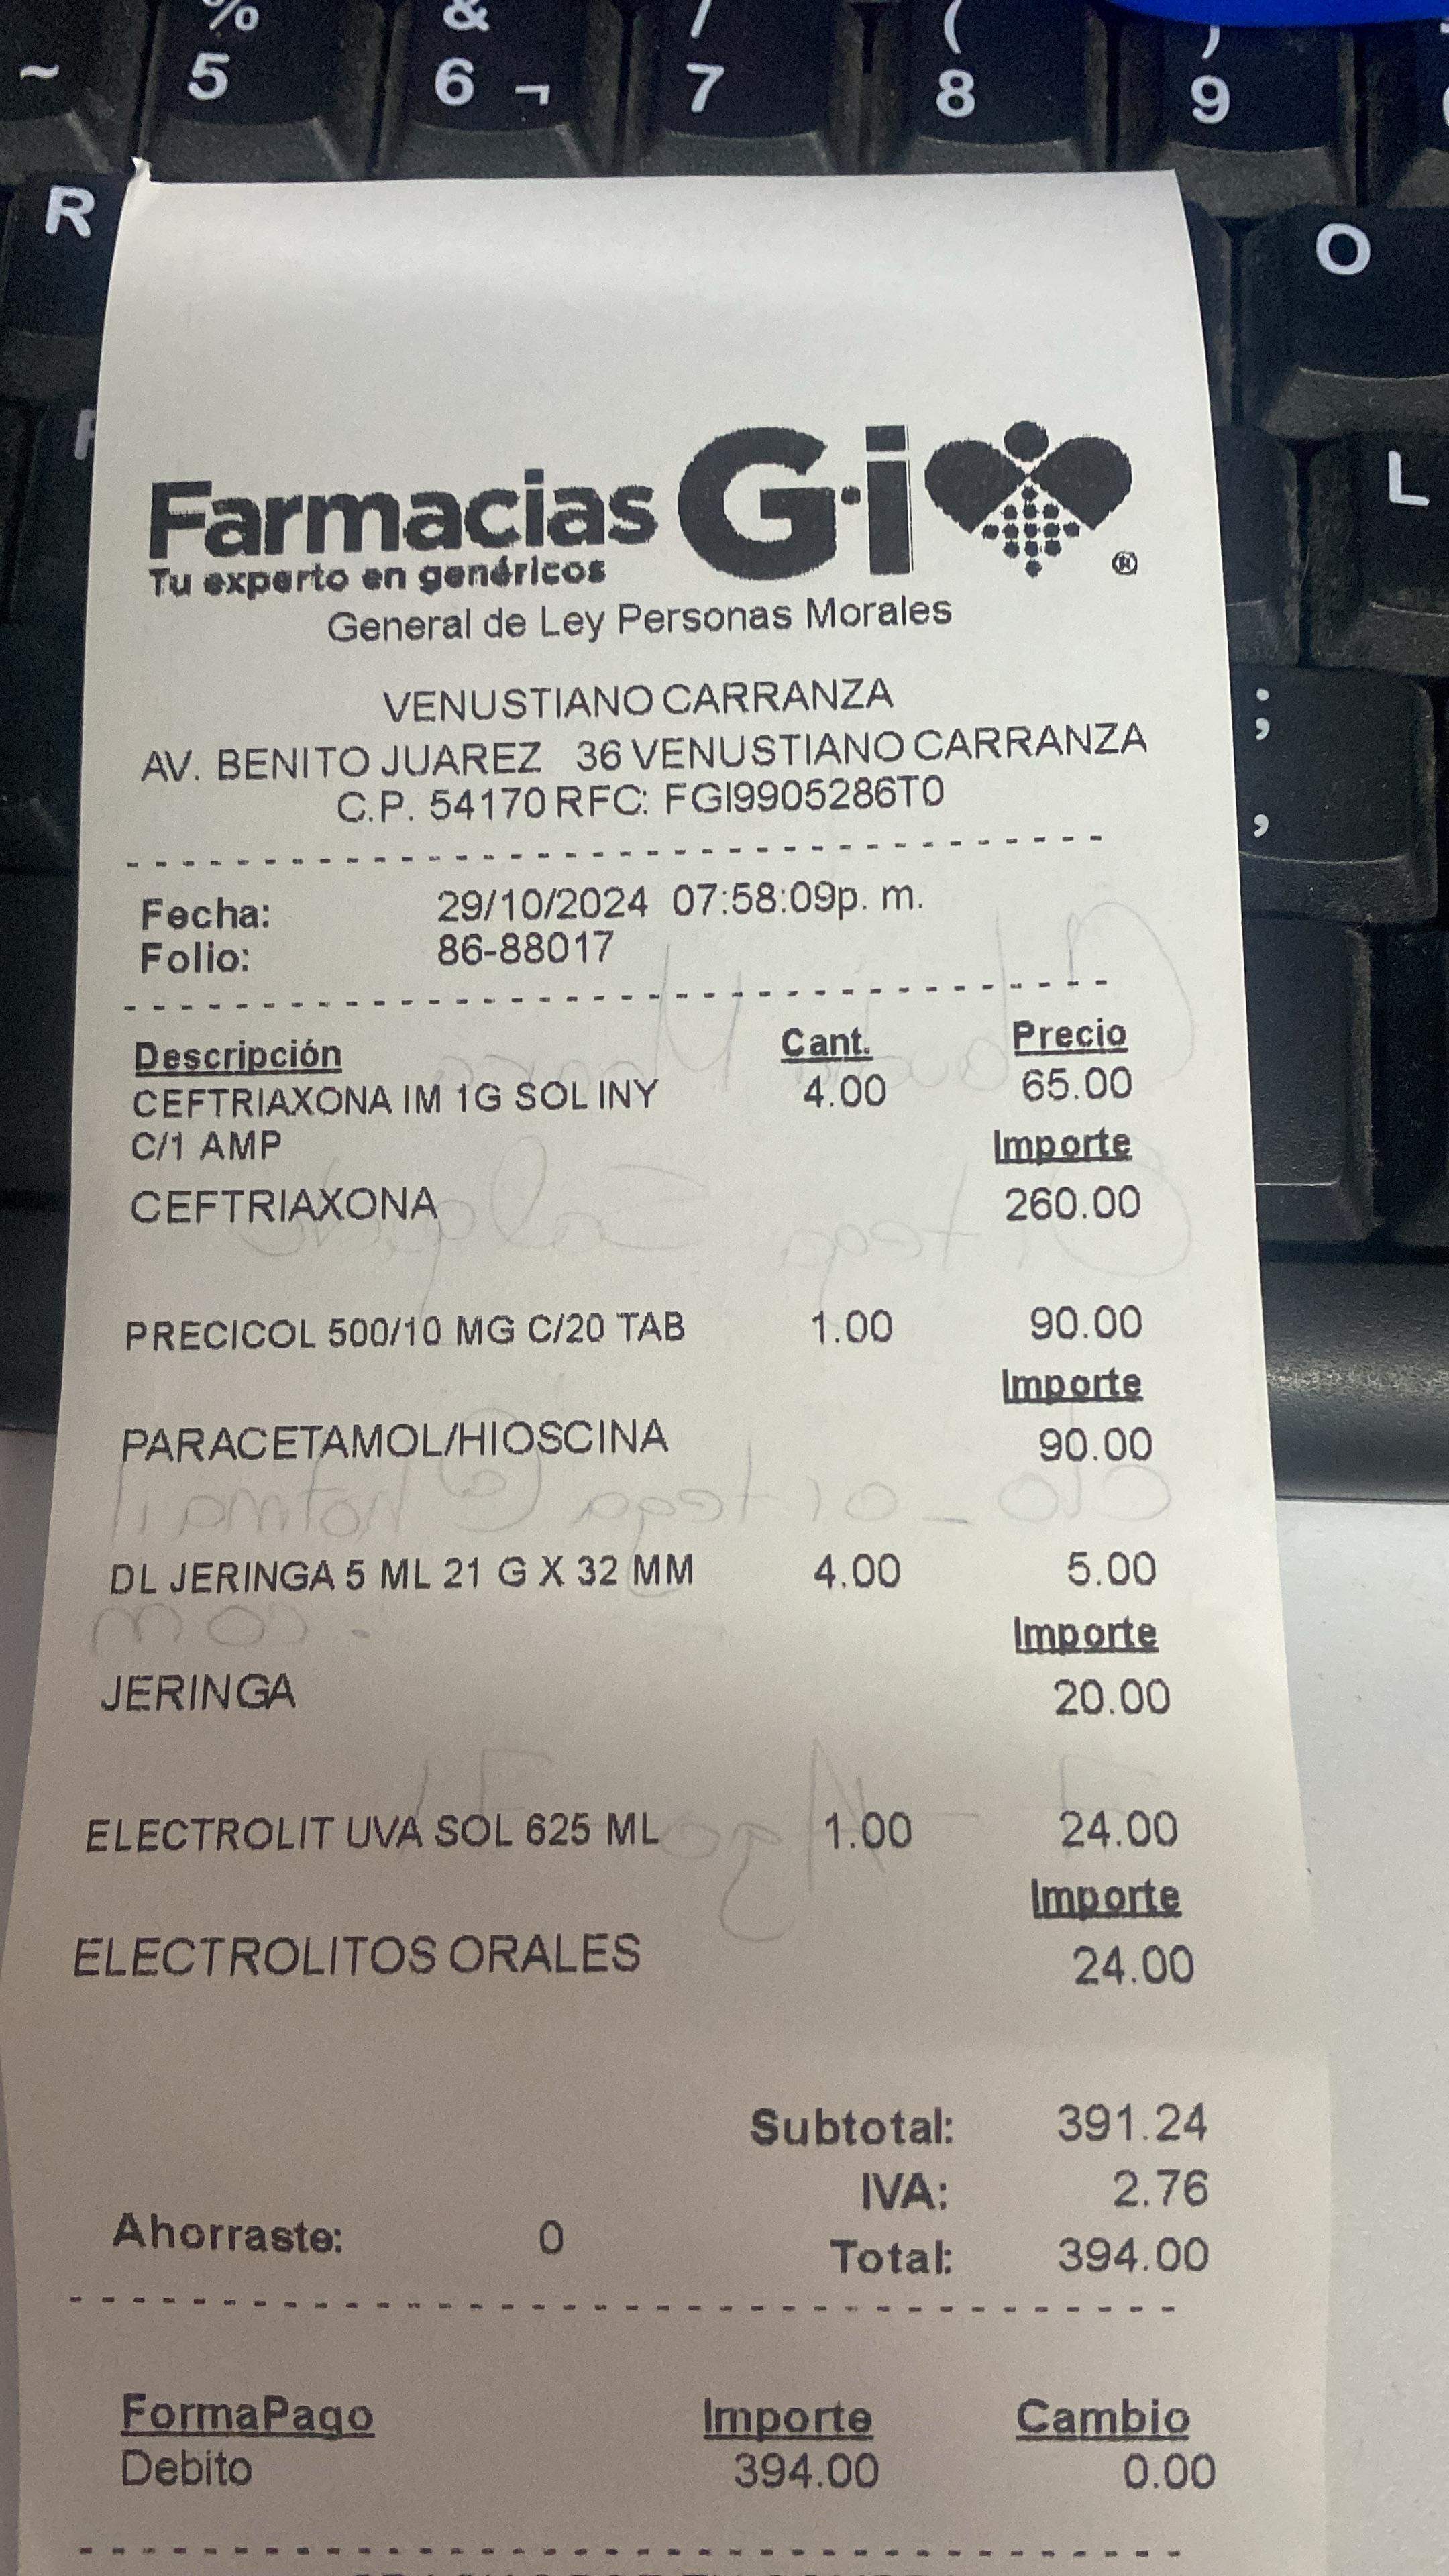 % & / ( )
~ 5 6 ¬ 7 8 9
R O
F L
Farmacias G·i ®
Tu experto en genéricos
General de Ley Personas Morales
VENUSTIANO CARRANZA
AV. BENITO JUAREZ 36 VENUSTIANO CARRANZA
C.P. 54170 RFC: FGI9905286T0
;
,
Fecha: 29/10/2024 07:58:09p. m.
Folio: 86-88017
Descripción Cant. Precio
CEFTRIAXONA IM 1G SOL INY 4.00 65.00
C/1 AMP Importe
CEFTRIAXONA 260.00
PRECICOL 500/10 MG C/20 TAB 1.00 90.00
Importe
PARACETAMOL/HIOSCINA 90.00
DL JERINGA 5 ML 21 G X 32 MM 4.00 5.00
Importe
JERINGA 20.00
ELECTROLIT UVA SOL 625 ML 1.00 24.00
Importe
ELECTROLITOS ORALES 24.00
Subtotal: 391.24
IVA: 2.76
Ahorraste: 0 Total: 394.00
FormaPago Importe Cambio
Debito 394.00 0.00